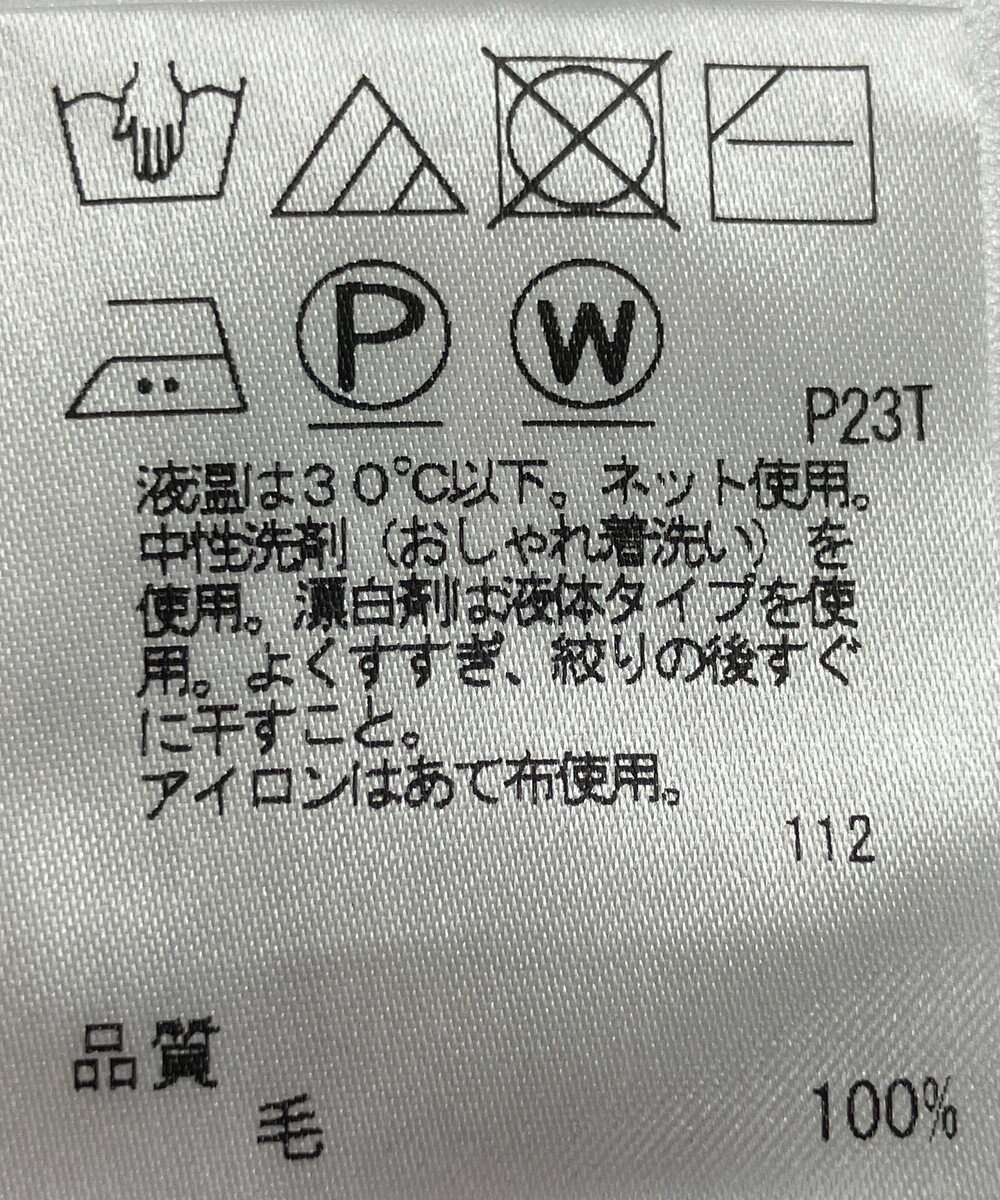 P
W
P23T
液温は30℃以下。ネット使用。
中性洗剤（おしゃれ着洗い）を
使用。漂白剤は液体タイプを使
用。よくすすぎ、絞りの後すぐ
に干すこと。
アイロンはあて布使用。
112
品質
毛 100%